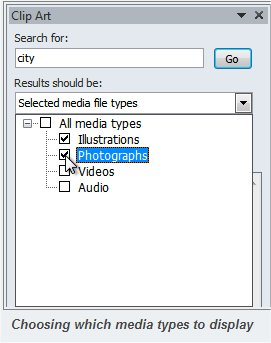 Clip Art
Search for:
city
Go
Results should be:
Selected media file types
All media types
Illustrations
Photographs
Videos
Audio
Choosing which media types to display